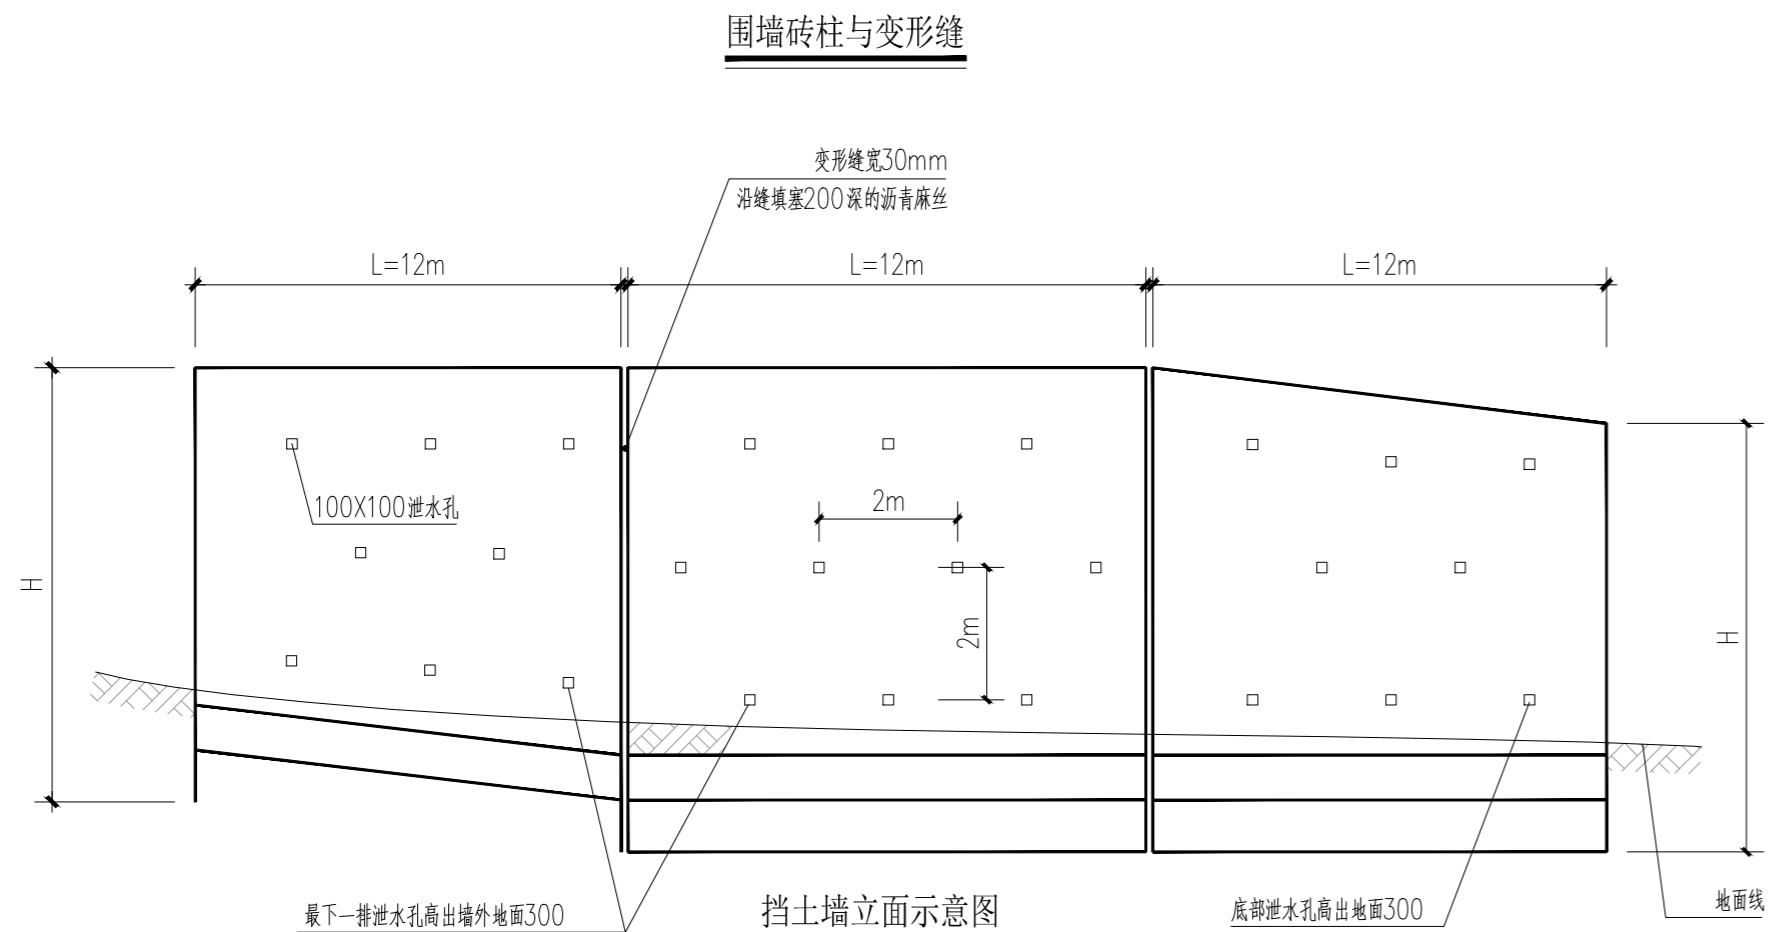 围墙砖柱与变形缝
变形缝宽30mm
沿缝填塞200深的沥青麻丝
L=12m
L=12m
L=12m
100X100泄水孔
2m
H
2m
H
最下一排泄水孔高出墙外地面300
挡土墙立面示意图
底部泄水孔高出地面300
地面线